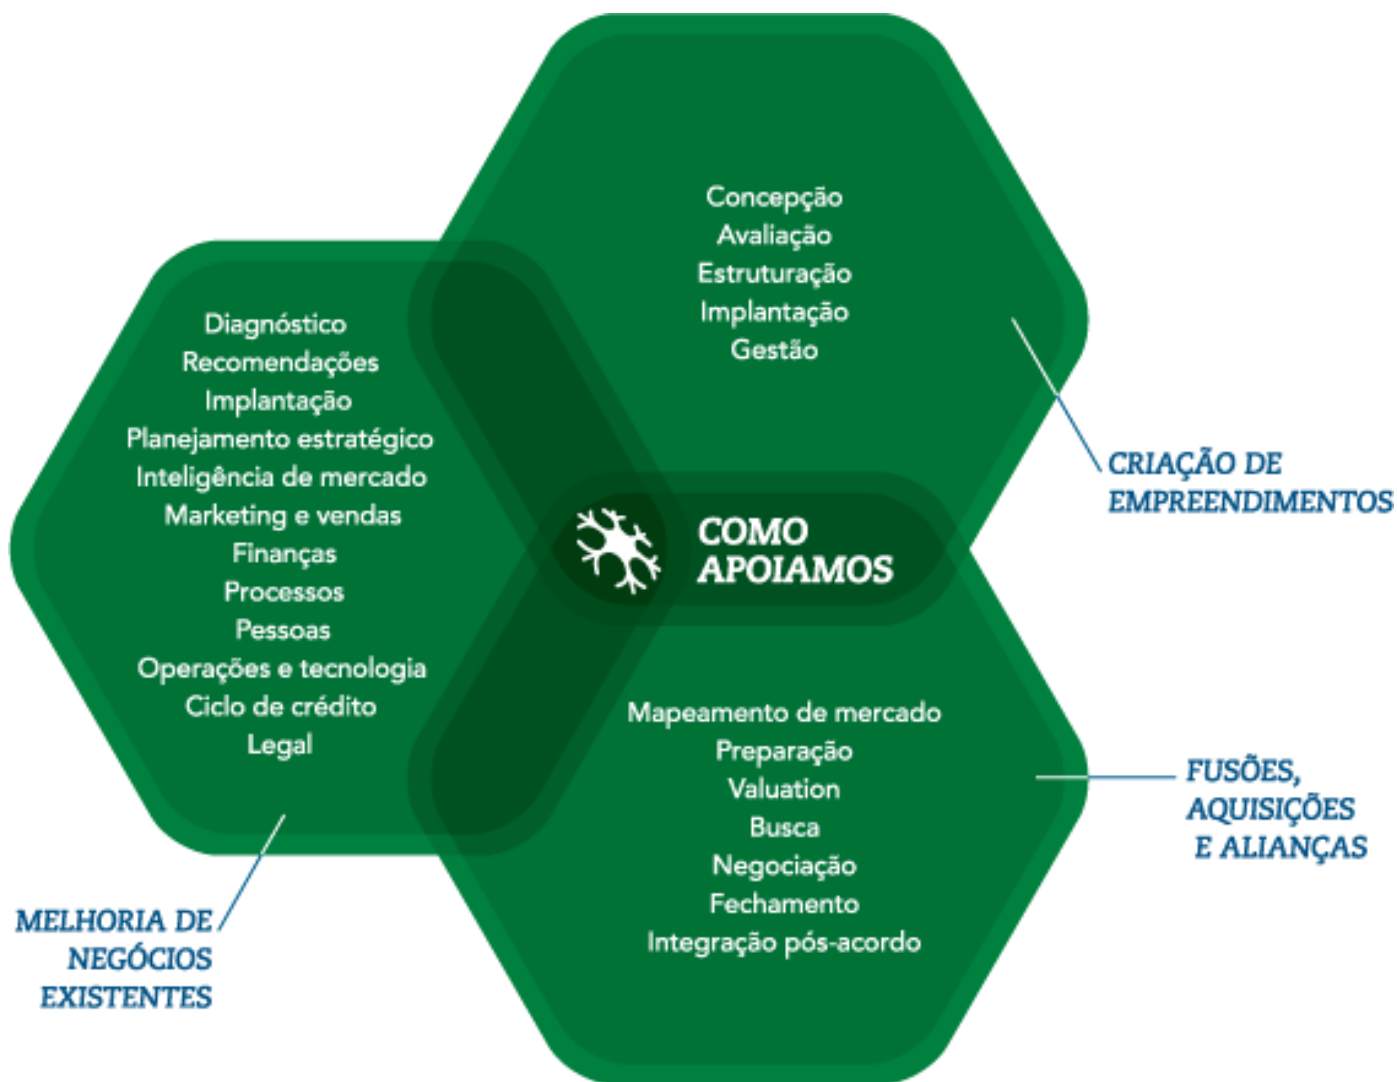 Concepção
Avaliação
Estruturação
Implantação
Gestão
CRIAÇÃO DE
EMPREENDIMENTOS
Diagnóstico
Recomendações
Implantação
Planejamento estratégico
Inteligência de mercado
Marketing e vendas
Finanças
Processos
Pessoas
Operações e tecnologia
Ciclo de crédito
Legal
MELHORIA DE
NEGÓCIOS
EXISTENTES
COMO
APOIAMOS
Mapeamento de mercado
Preparação
Valuation
Busca
Negociação
Fechamento
Integração pós-acordo
FUSÕES,
AQUISIÇÕES
E ALIANÇAS